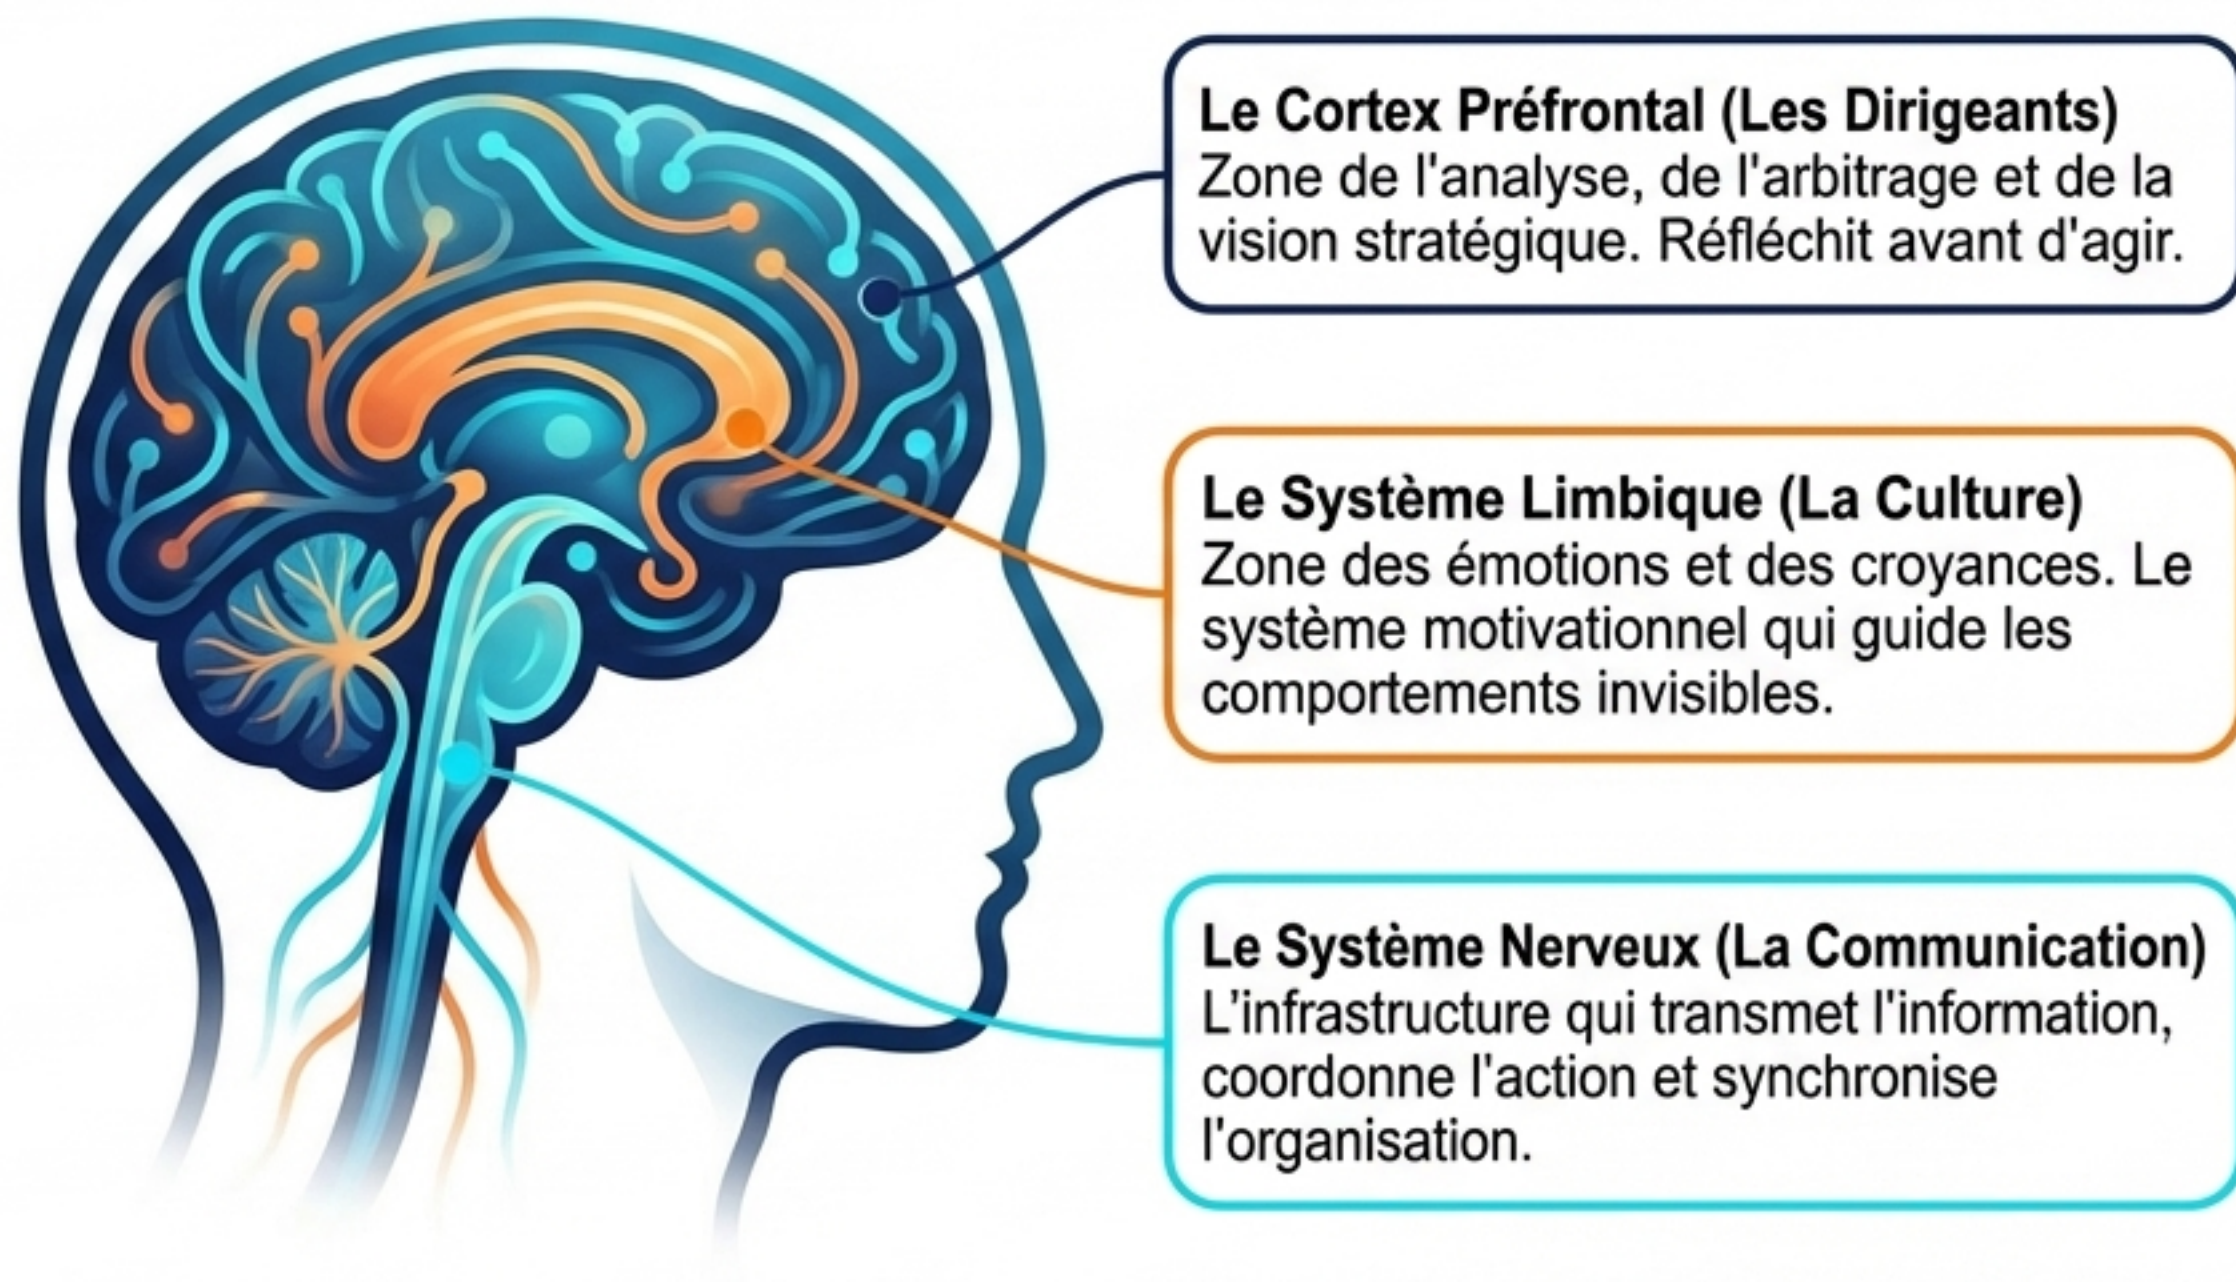 Le Cortex Préfrontal (Les Dirigeants)
Zone de l'analyse, de l'arbitrage et de la
vision stratégique. Réfléchit avant d'agir.
Le Système Limbique (La Culture)
Zone des émotions et des croyances. Le
système motivationnel qui guide les
comportements invisibles.
Le Système Nerveux (La Communication)
L’infrastructure qui transmet l'information,
coordonne l'action et synchronise
l'organisation.